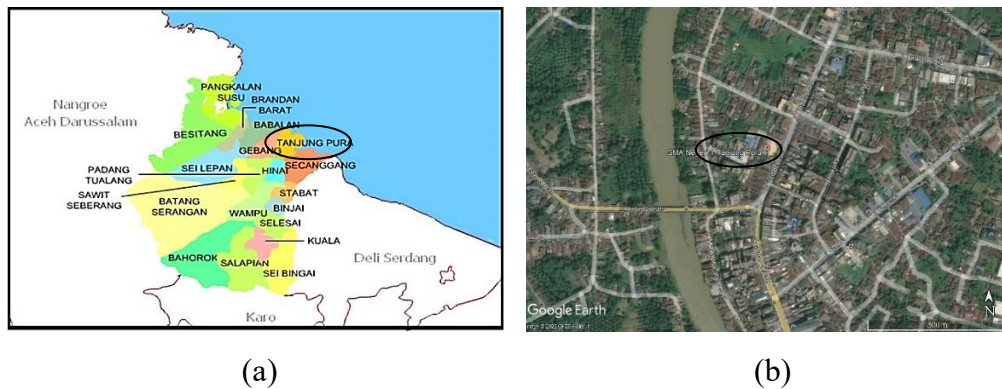 PANGKALAN
SUSU
BRANDAN
BARAT
Nangroe
Aceh Darussalam
BESITANG
BABALAN
TANJUNG PURA
GEBANG
SECANGGANG
PADANG
TUALANG
SEI LEPAN
HINAI
SAWIT
SEBERANG
BATANG
SERANGAN
STABAT
BINJAI
WAMPU
SELESAI
KUALA
BAHOROK
SALAPIAN
SEI BINGAI
Deli Serdang
Karo
(a)
Google Earth
N
(b)